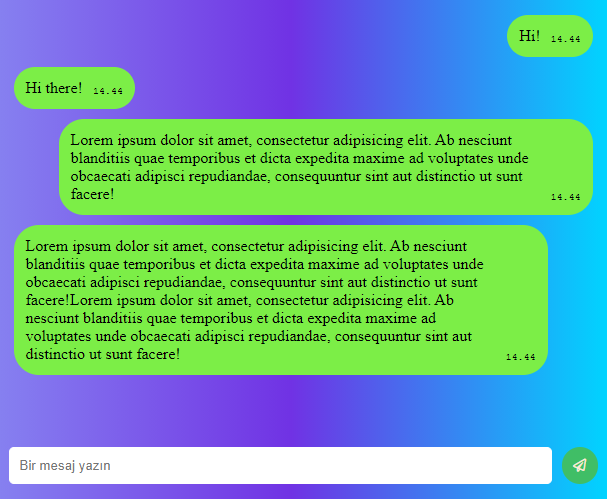 Hi! 14.44
Hi there! 14.44
Lorem ipsum dolor sit amet, consectetur adipisicing elit. Ab nesciunt
blanditiis quae temporibus et dicta expedita maxime ad voluptates unde
obcaecati adipisci repudiandae, consequuntur sint aut distinctio ut sunt
facere! 14.44
Lorem ipsum dolor sit amet, consectetur adipisicing elit. Ab nesciunt
blanditiis quae temporibus et dicta expedita maxime ad voluptates unde
obcaecati adipisci repudiandae, consequuntur sint aut distinctio ut sunt
facere!Lorem ipsum dolor sit amet, consectetur adipisicing elit. Ab
nesciunt blanditiis quae temporibus et dicta expedita maxime ad
voluptates unde obcaecati adipisci repudiandae, consequuntur sint aut
distinctio ut sunt facere! 14.44
Bir mesaj yazın